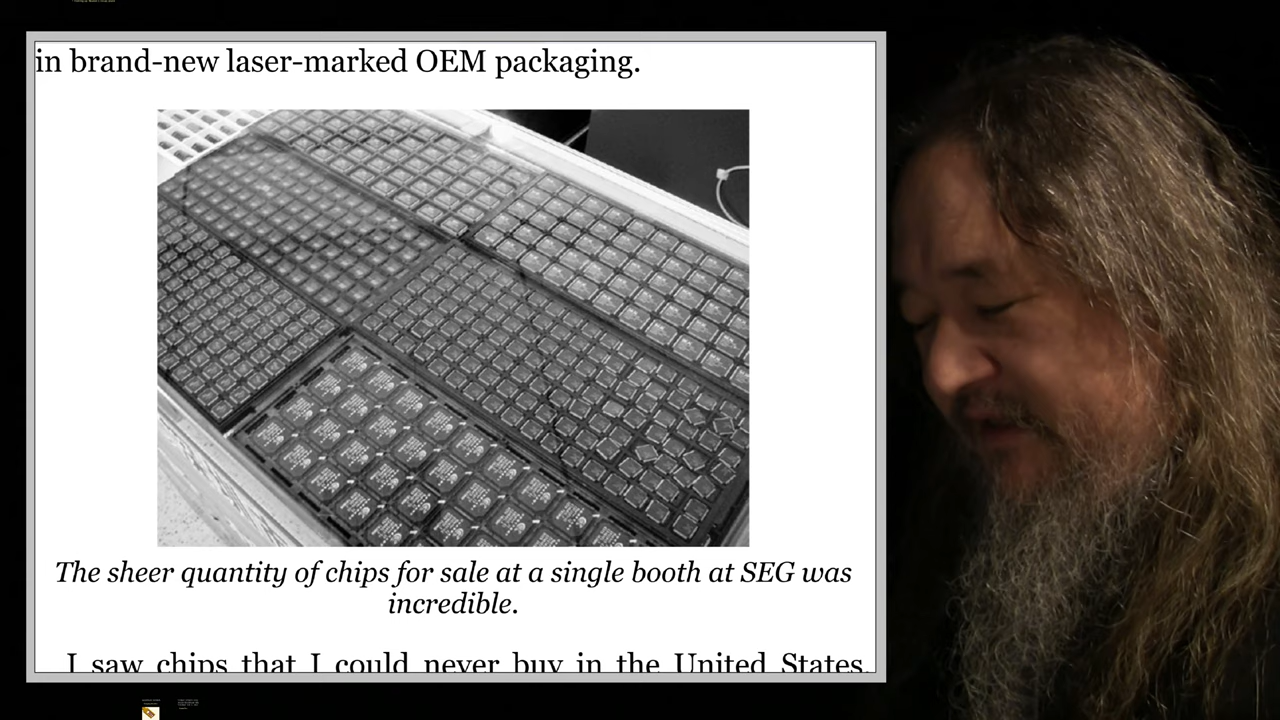 in brand-new laser-marked OEM packaging.
The sheer quantity of chips for sale at a single booth at SEG was
incredible.
I saw chips that I could never buy in the United States,